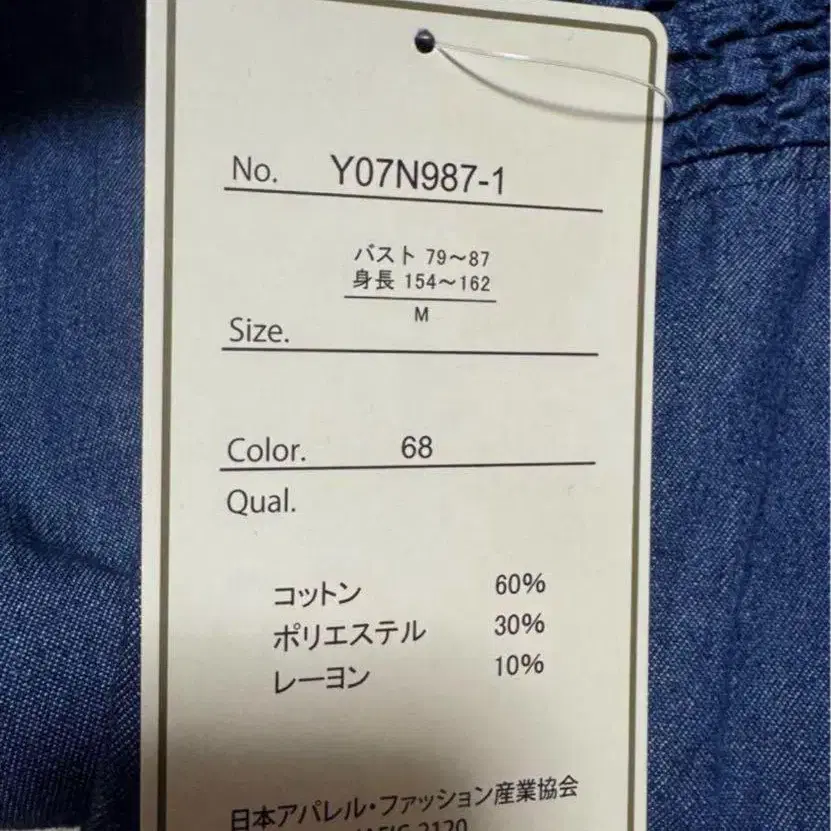 No. Y07N987-1
バスト 79～87
身長 154～162
M
Size.
Color. 68
Qual.
コットン 60%
ポリエステル 30%
レーヨン 10%
日本アパレル・ファッション産業協会
2120